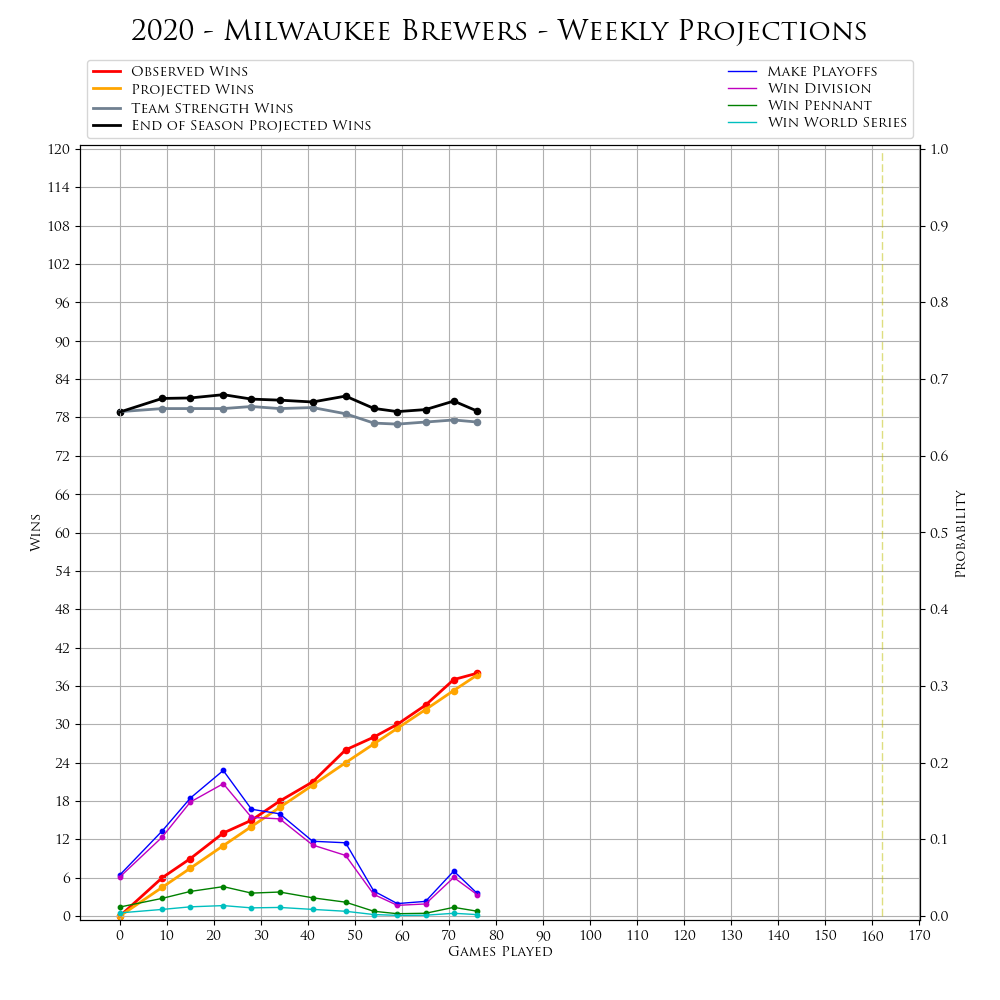 2020 - Milwaukee Brewers - Weekly Projections
Observed Wins
Projected Wins
Team Strength Wins
End of Season Projected Wins
Make Playoffs
Win Division
Win Pennant
Win World Series
120
114
108
102
96
90
84
78
72
66
60
54
48
42
36
30
24
18
12
6
0
Wins
1.0
0.9
0.8
0.7
0.6
0.5
0.4
0.3
0.2
0.1
0.0
Probability
0 10 20 30 40 50 60 70 80 90 100 110 120 130 140 150 160 170
Games Played